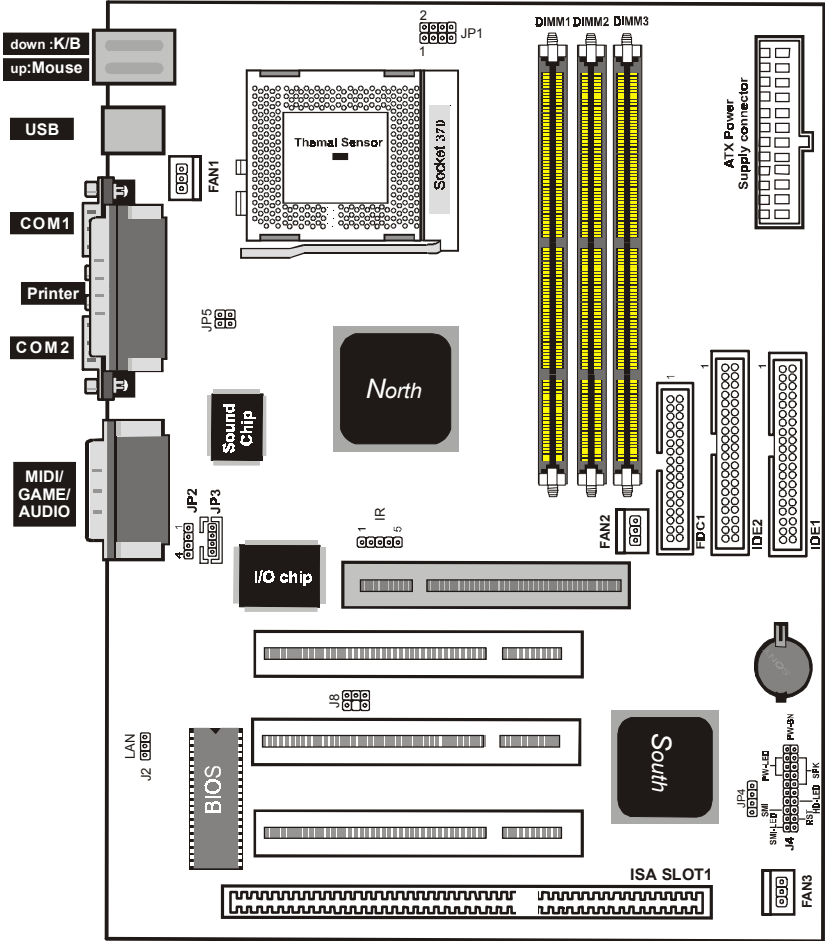 2
JP1
1
DIMM1 DIMM2 DIMM3
down :K/B
up:Mouse
USB
FAN1
Thamal Sensor
Socket 370
ATX Power
Supply connector
COM1
Printer
COM2
JP5
North
Sound
Chip
MIDI/
GAME/
AUDIO
JP2
JP3
1
4
IR
1
5
FAN2
1
FDC1
1
IDE2
1
IDE1
I/O chip
J8
LAN
J2
BIOS
South
JP4
PW-LED
PW-BN
SMI
SPK
SMI-LED
HD-LED
RST
J4
ISA SLOT1
FAN3